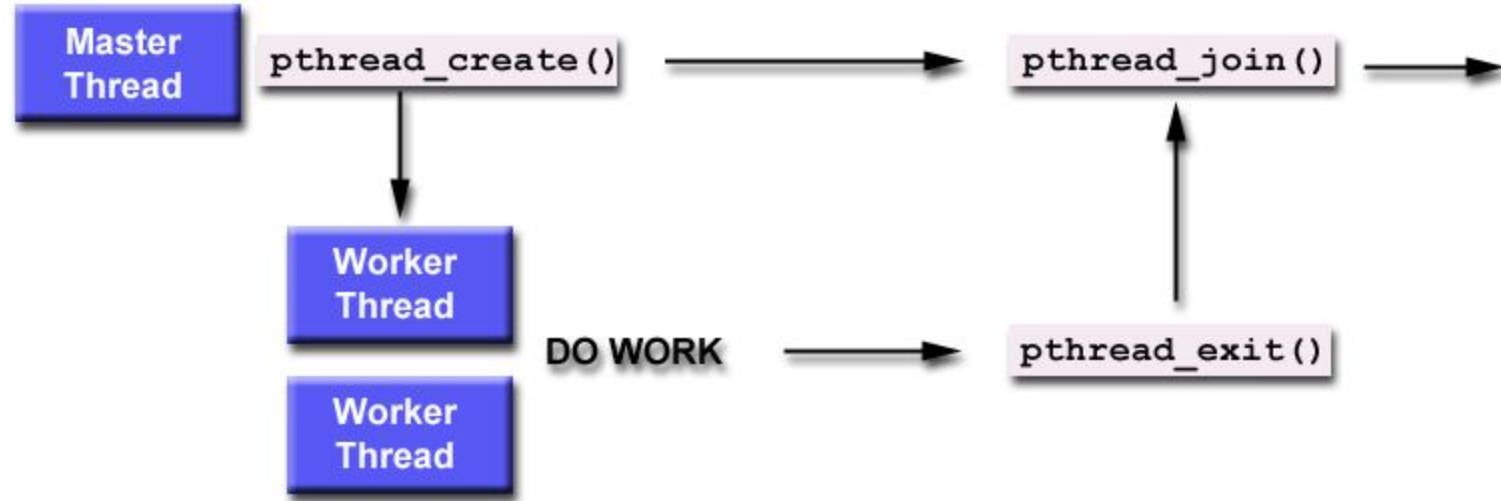 Master
Thread
pthread_create()
pthread_join()
Worker
Thread
DO WORK
pthread_exit()
Worker
Thread